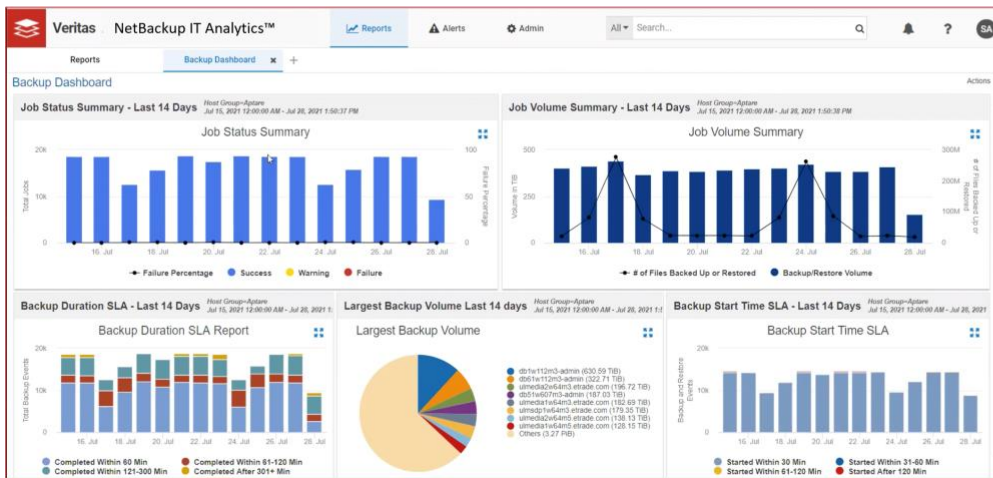 Veritas NetBackup IT Analytics™ Reports Alerts Admin All Search... ? SA
Reports Backup Dashboard × +
Backup Dashboard Actions
Job Status Summary - Last 14 Days Host Group=Aptare
Jul 15, 2021 12:00:00 AM - Jul 28, 2021 1:50:37 PM
Job Status Summary
20k 100
10k 50
0 0
Total Jobs
Failure Percentage
16. Jul 18. Jul 20. Jul 22. Jul 24. Jul 26. Jul 28. Jul
Failure Percentage Success Warning Failure
Job Volume Summary - Last 14 Days Host Group=Aptare
Jul 15, 2021 12:00:00 AM - Jul 28, 2021 1:50:38 PM
Job Volume Summary
500 300M
250 200M
100M
0 0
Volume in TiB
# of Files Backed Up or
Restored
16. Jul 18. Jul 20. Jul 22. Jul 24. Jul 26. Jul 28. Jul
# of Files Backed Up or Restored Backup/Restore Volume
Backup Duration SLA - Last 14 Days Host Group=Aptare
Jul 15, 2021 12:00:00 AM - Jul 28, 2021 1:
Backup Duration SLA Report
20k
10k
0
Total Backup Events
16. Jul 18. Jul 20. Jul 22. Jul 24. Jul 26. Jul 28. Jul
Completed Within 60 Min Completed Within 61-120 Min
Completed Within 121-300 Min Completed After 301+ Min
Largest Backup Volume Last 14 days Host Group=Aptare
Jul 15, 2021 12:00:00 AM - Jul 28, 2021 1:
Largest Backup Volume
db1w112m3-admin (630.59 TiB)
db61w112m3-admin (322.71 TiB)
ulmedia2w64m3.etrade.com (196.72 TiB)
db51w607m3-admin (187.03 TiB)
ulmedia1w64m3.etrade.com (182.69 TiB)
ulmsdp1w64m3.etrade.com (179.35 TiB)
ulmedia2w64m5.etrade.com (138.13 TiB)
ulmedia1w64m5.etrade.com (128.15 TiB)
Others (3.27 PiB)
Backup Start Time SLA - Last 14 Days Host Group=Aptare
Jul 15, 2021 12:00:00 AM - Jul 28, 2021
Backup Start Time SLA
20k
10k
0
Backup and Restore
Events
16. Jul 18. Jul 20. Jul 22. Jul 24. Jul 26. Jul 28. Jul
Started Within 30 Min Started Within 31-60 Min
Started Within 61-120 Min Started After 120 Min